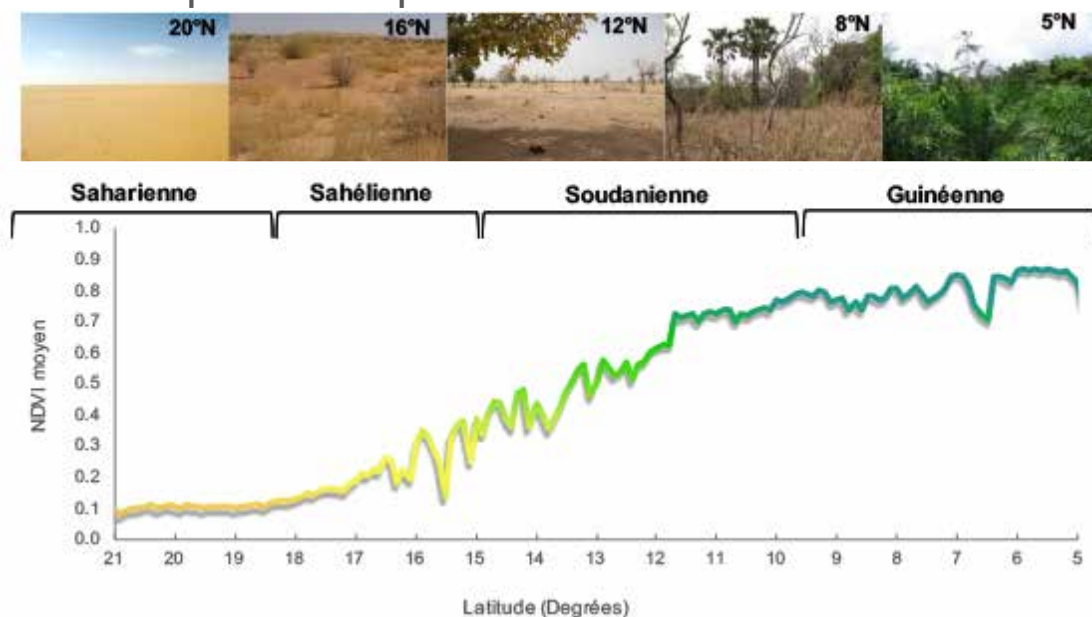 20°N 16°N 12°N 8°N 5°N
Saharienne Sahélienne Soudanienne Guinéenne
1.0
0.9
0.8
0.7
0.6
0.5
0.4
0.3
0.2
0.1
0.0
NDVI moyen
21 20 19 18 17 16 15 14 13 12 11 10 9 8 7 6 5
Latitude (Degrées)